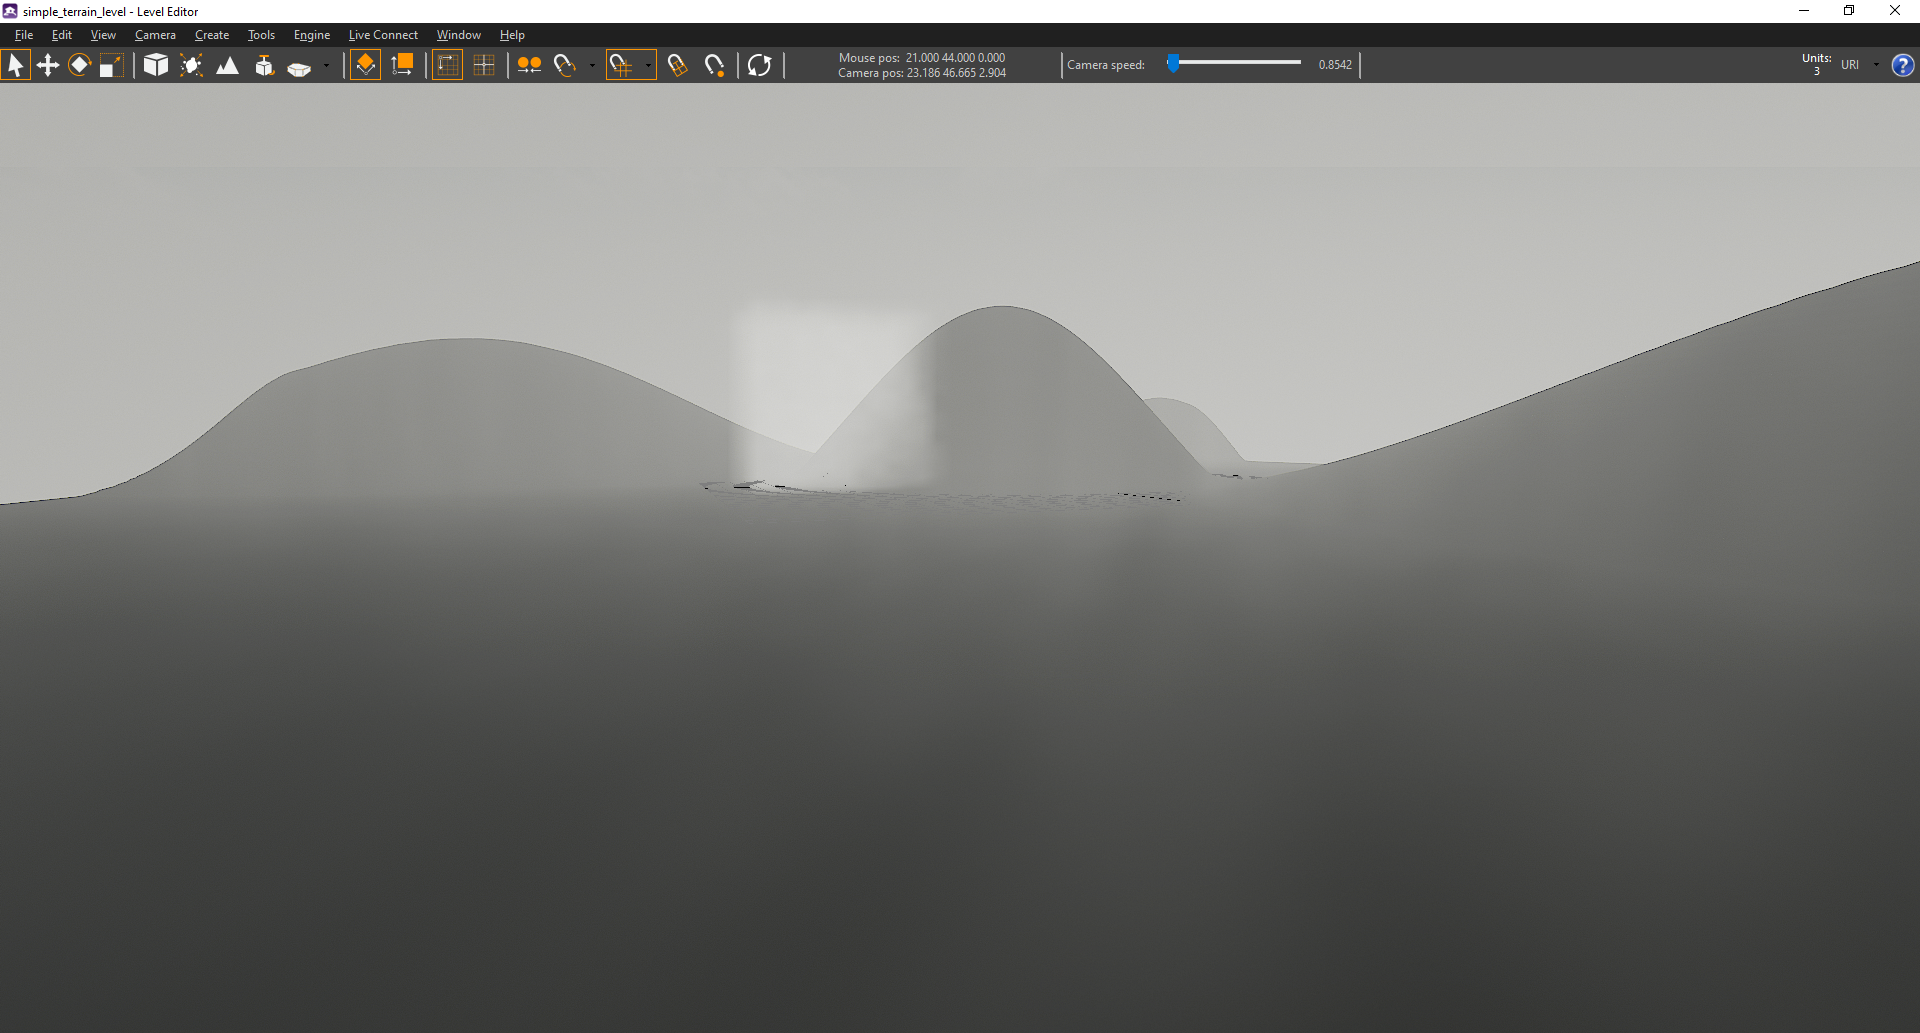 simple_terrain_level - Level Editor
File Edit View Camera Create Tools Engine Live Connect Window Help
Mouse pos: 21.000 44.000 0.000
Camera pos: 23.186 46.665 2.904
Camera speed: 0.8542
Units:
3
URI
?